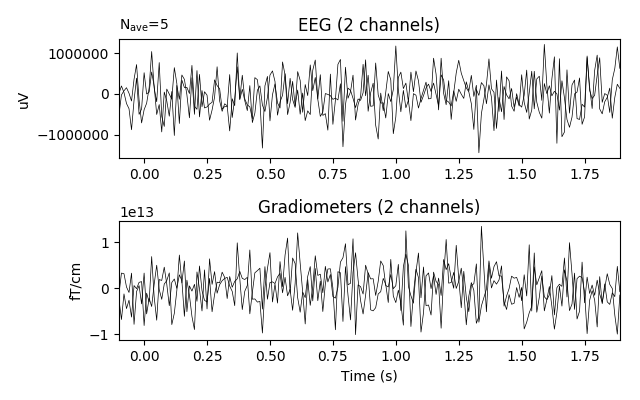 N_ave=5
EEG (2 channels)
1000000
0
−1000000
uV
0.00 0.25 0.50 0.75 1.00 1.25 1.50 1.75
Gradiometers (2 channels)
1e13
1
0
−1
fT/cm
0.00 0.25 0.50 0.75 1.00 1.25 1.50 1.75
Time (s)